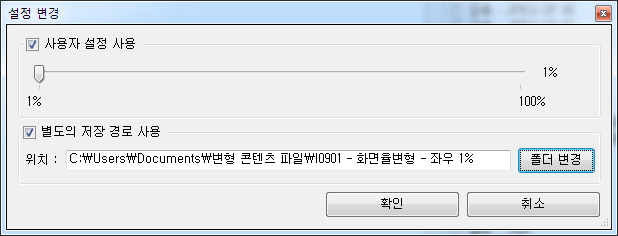 설정 변경
사용자 설정 사용
1%
1% 100%
별도의 저장 경로 사용
위치 : C:₩Users₩Documents₩변형 콘텐츠 파일₩I0901 - 화면율변형 - 좌우 1% 폴더 변경
확인 취소